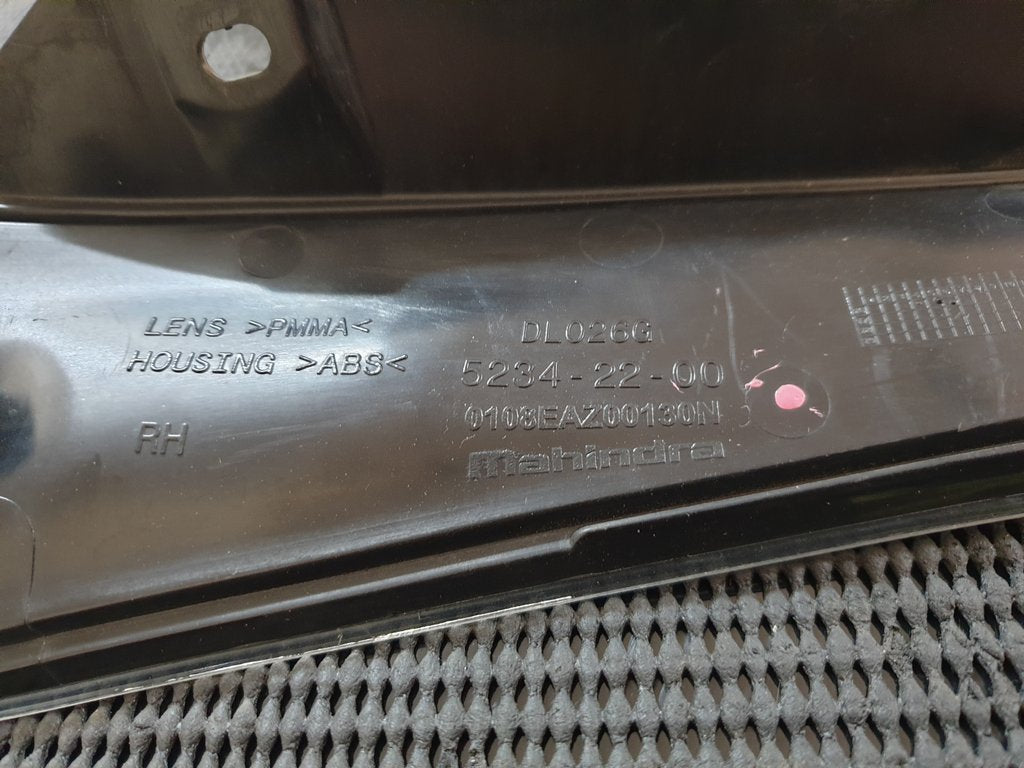 LENS >PMMA<
HOUSING >ABS<
RH
DL026G
5234-22-00
0108EAZ00130N
Mahindra